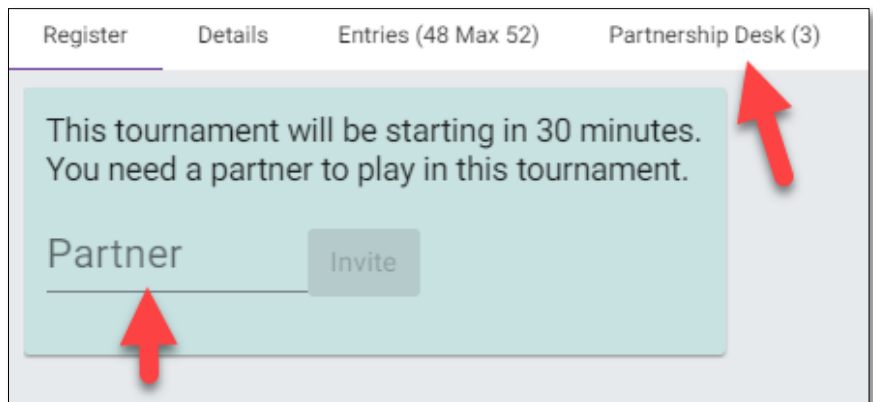 Register Details Entries (48 Max 52) Partnership Desk (3)
This tournament will be starting in 30 minutes.
You need a partner to play in this tournament.
Partner Invite